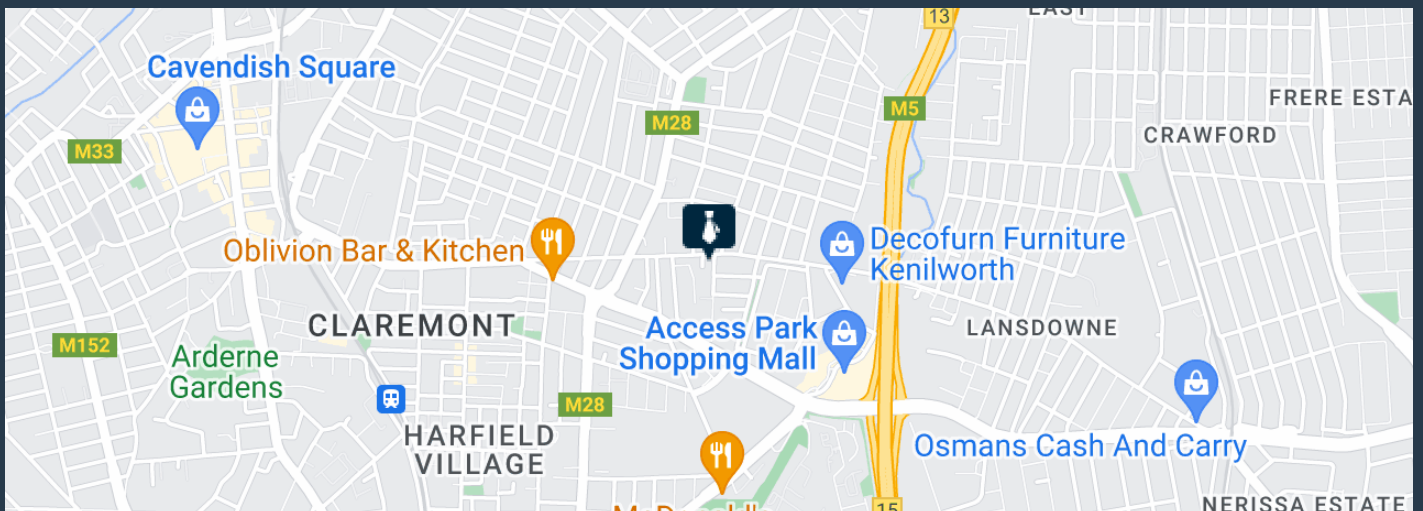 13
EAST
Cavendish Square
FRERE ESTA
M5
M28
CRAWFORD
M33
Oblivion Bar & Kitchen
Decofurn Furniture
Kenilworth
CLAREMONT
Access Park
Shopping Mall
LANSDOWNE
M152
Arderne
Gardens
M28
HARFIELD
VILLAGE
Osmans Cash And Carry
15
NERISSA ESTATE